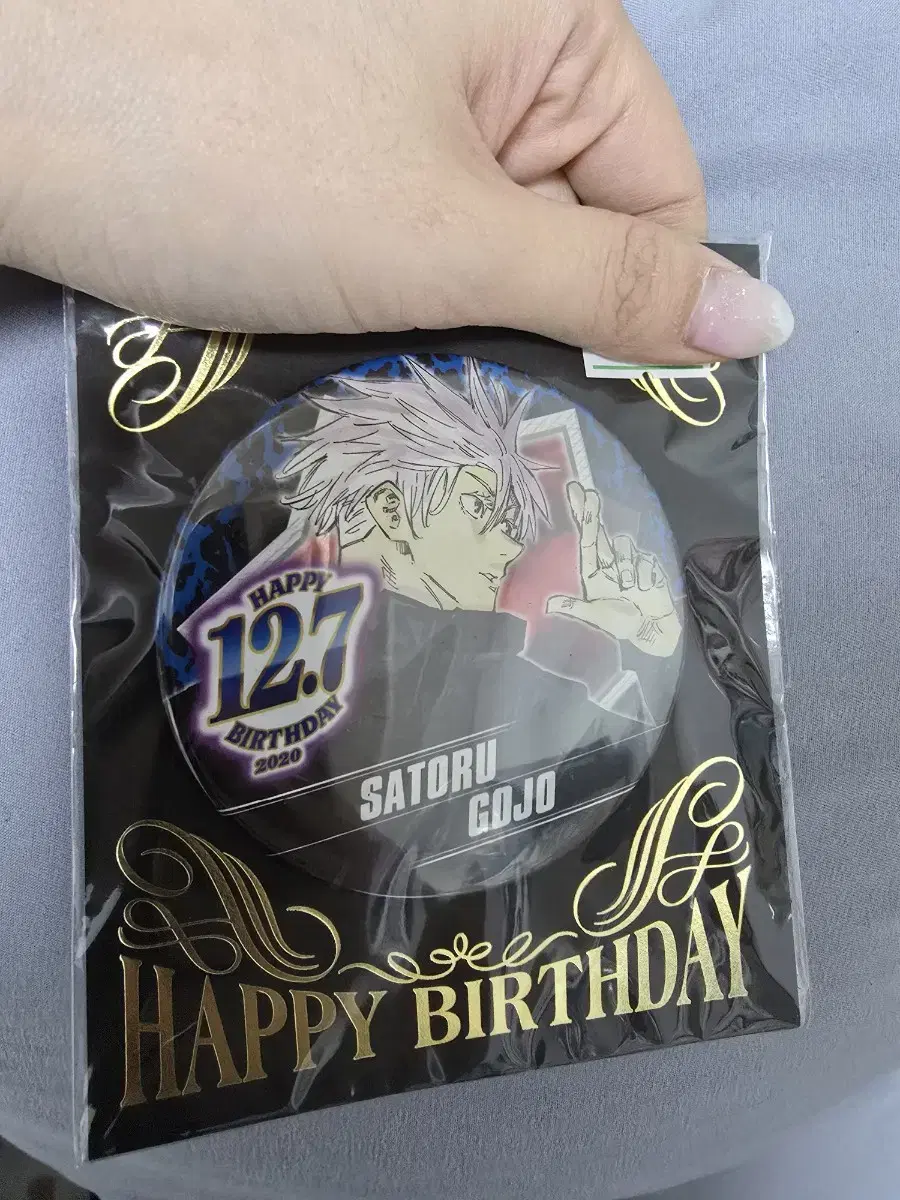 HAPPY
12.7
BIRTHDAY
2020
SATORU
GOJO
HAPPY BIRTHDAY